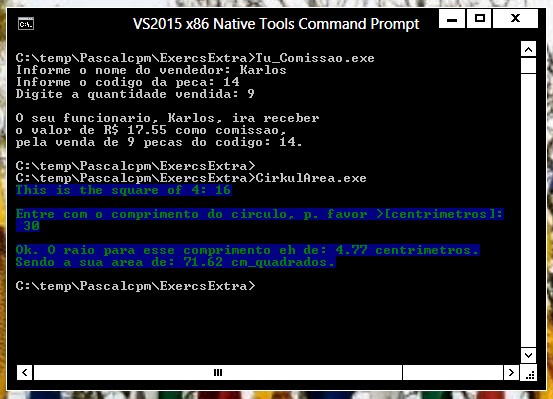 VS2015 x86 Native Tools Command Prompt
C:\temp\Pascalcpm\ExercsExtra>Tu_Comissao.exe
Informe o nome do vendedor: Karlos
Informe o codigo da peca: 14
Digite a quantidade vendida: 9
O seu funcionario, Karlos, ira receber
o valor de R$ 17.55 como comissao,
pela venda de 9 pecas do codigo: 14.
C:\temp\Pascalcpm\ExercsExtra>
C:\temp\Pascalcpm\ExercsExtra>CirkulArea.exe
This is the square of 4: 16
Entre com o comprimento do circulo, p. favor >[centrimetros]:
30
Ok. O raio para esse comprimento eh de: 4.77 centrimetros.
Sendo a sua area de: 71.62 cm_quadrados.
C:\temp\Pascalcpm\ExercsExtra>